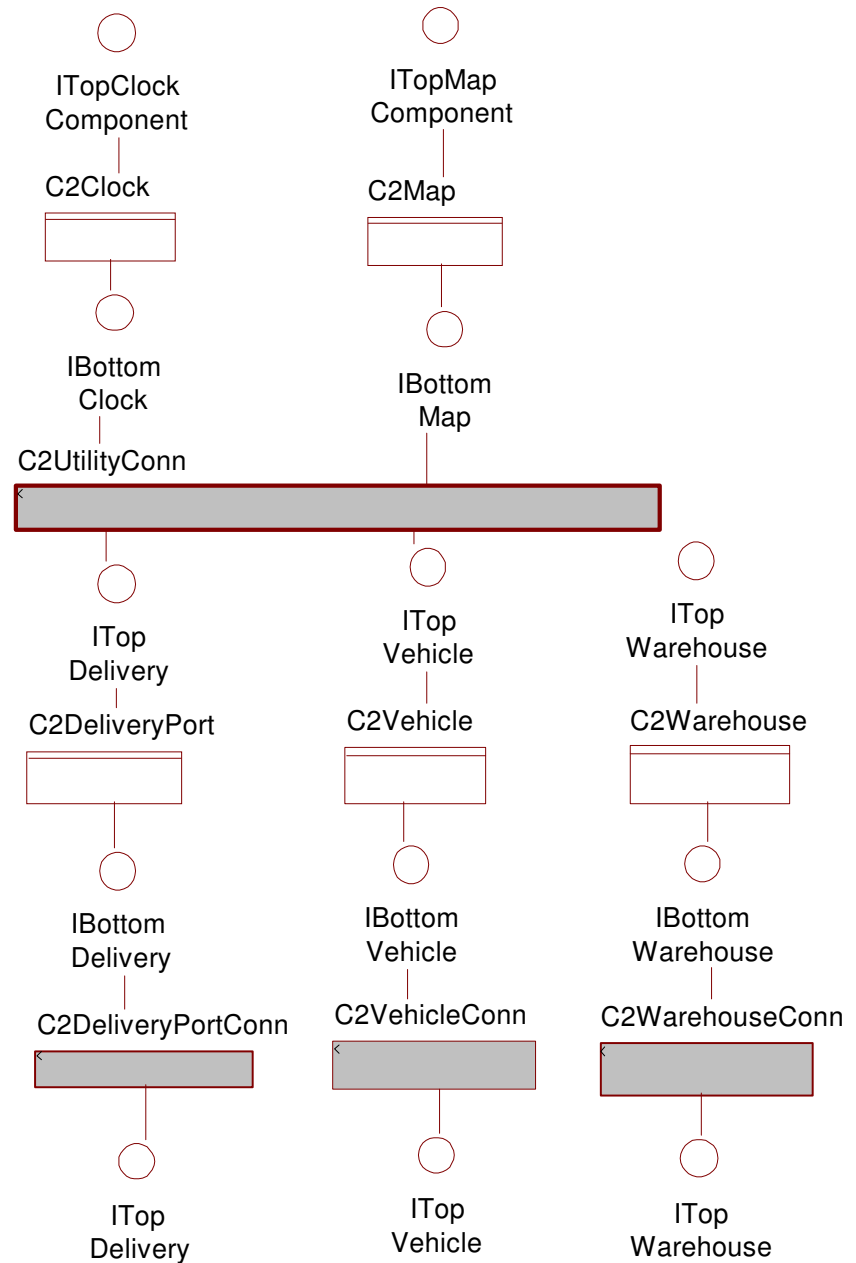 ITopClock
Component
ITopMap
Component
C2Clock
C2Map
IBottom
Clock
IBottom
Map
C2UtilityConn
<
ITop
Delivery
ITop
Vehicle
ITop
Warehouse
C2DeliveryPort
C2Vehicle
C2Warehouse
IBottom
Delivery
IBottom
Vehicle
IBottom
Warehouse
C2DeliveryPortConn
C2VehicleConn
C2WarehouseConn
<
<
<
ITop
Delivery
ITop
Vehicle
ITop
Warehouse